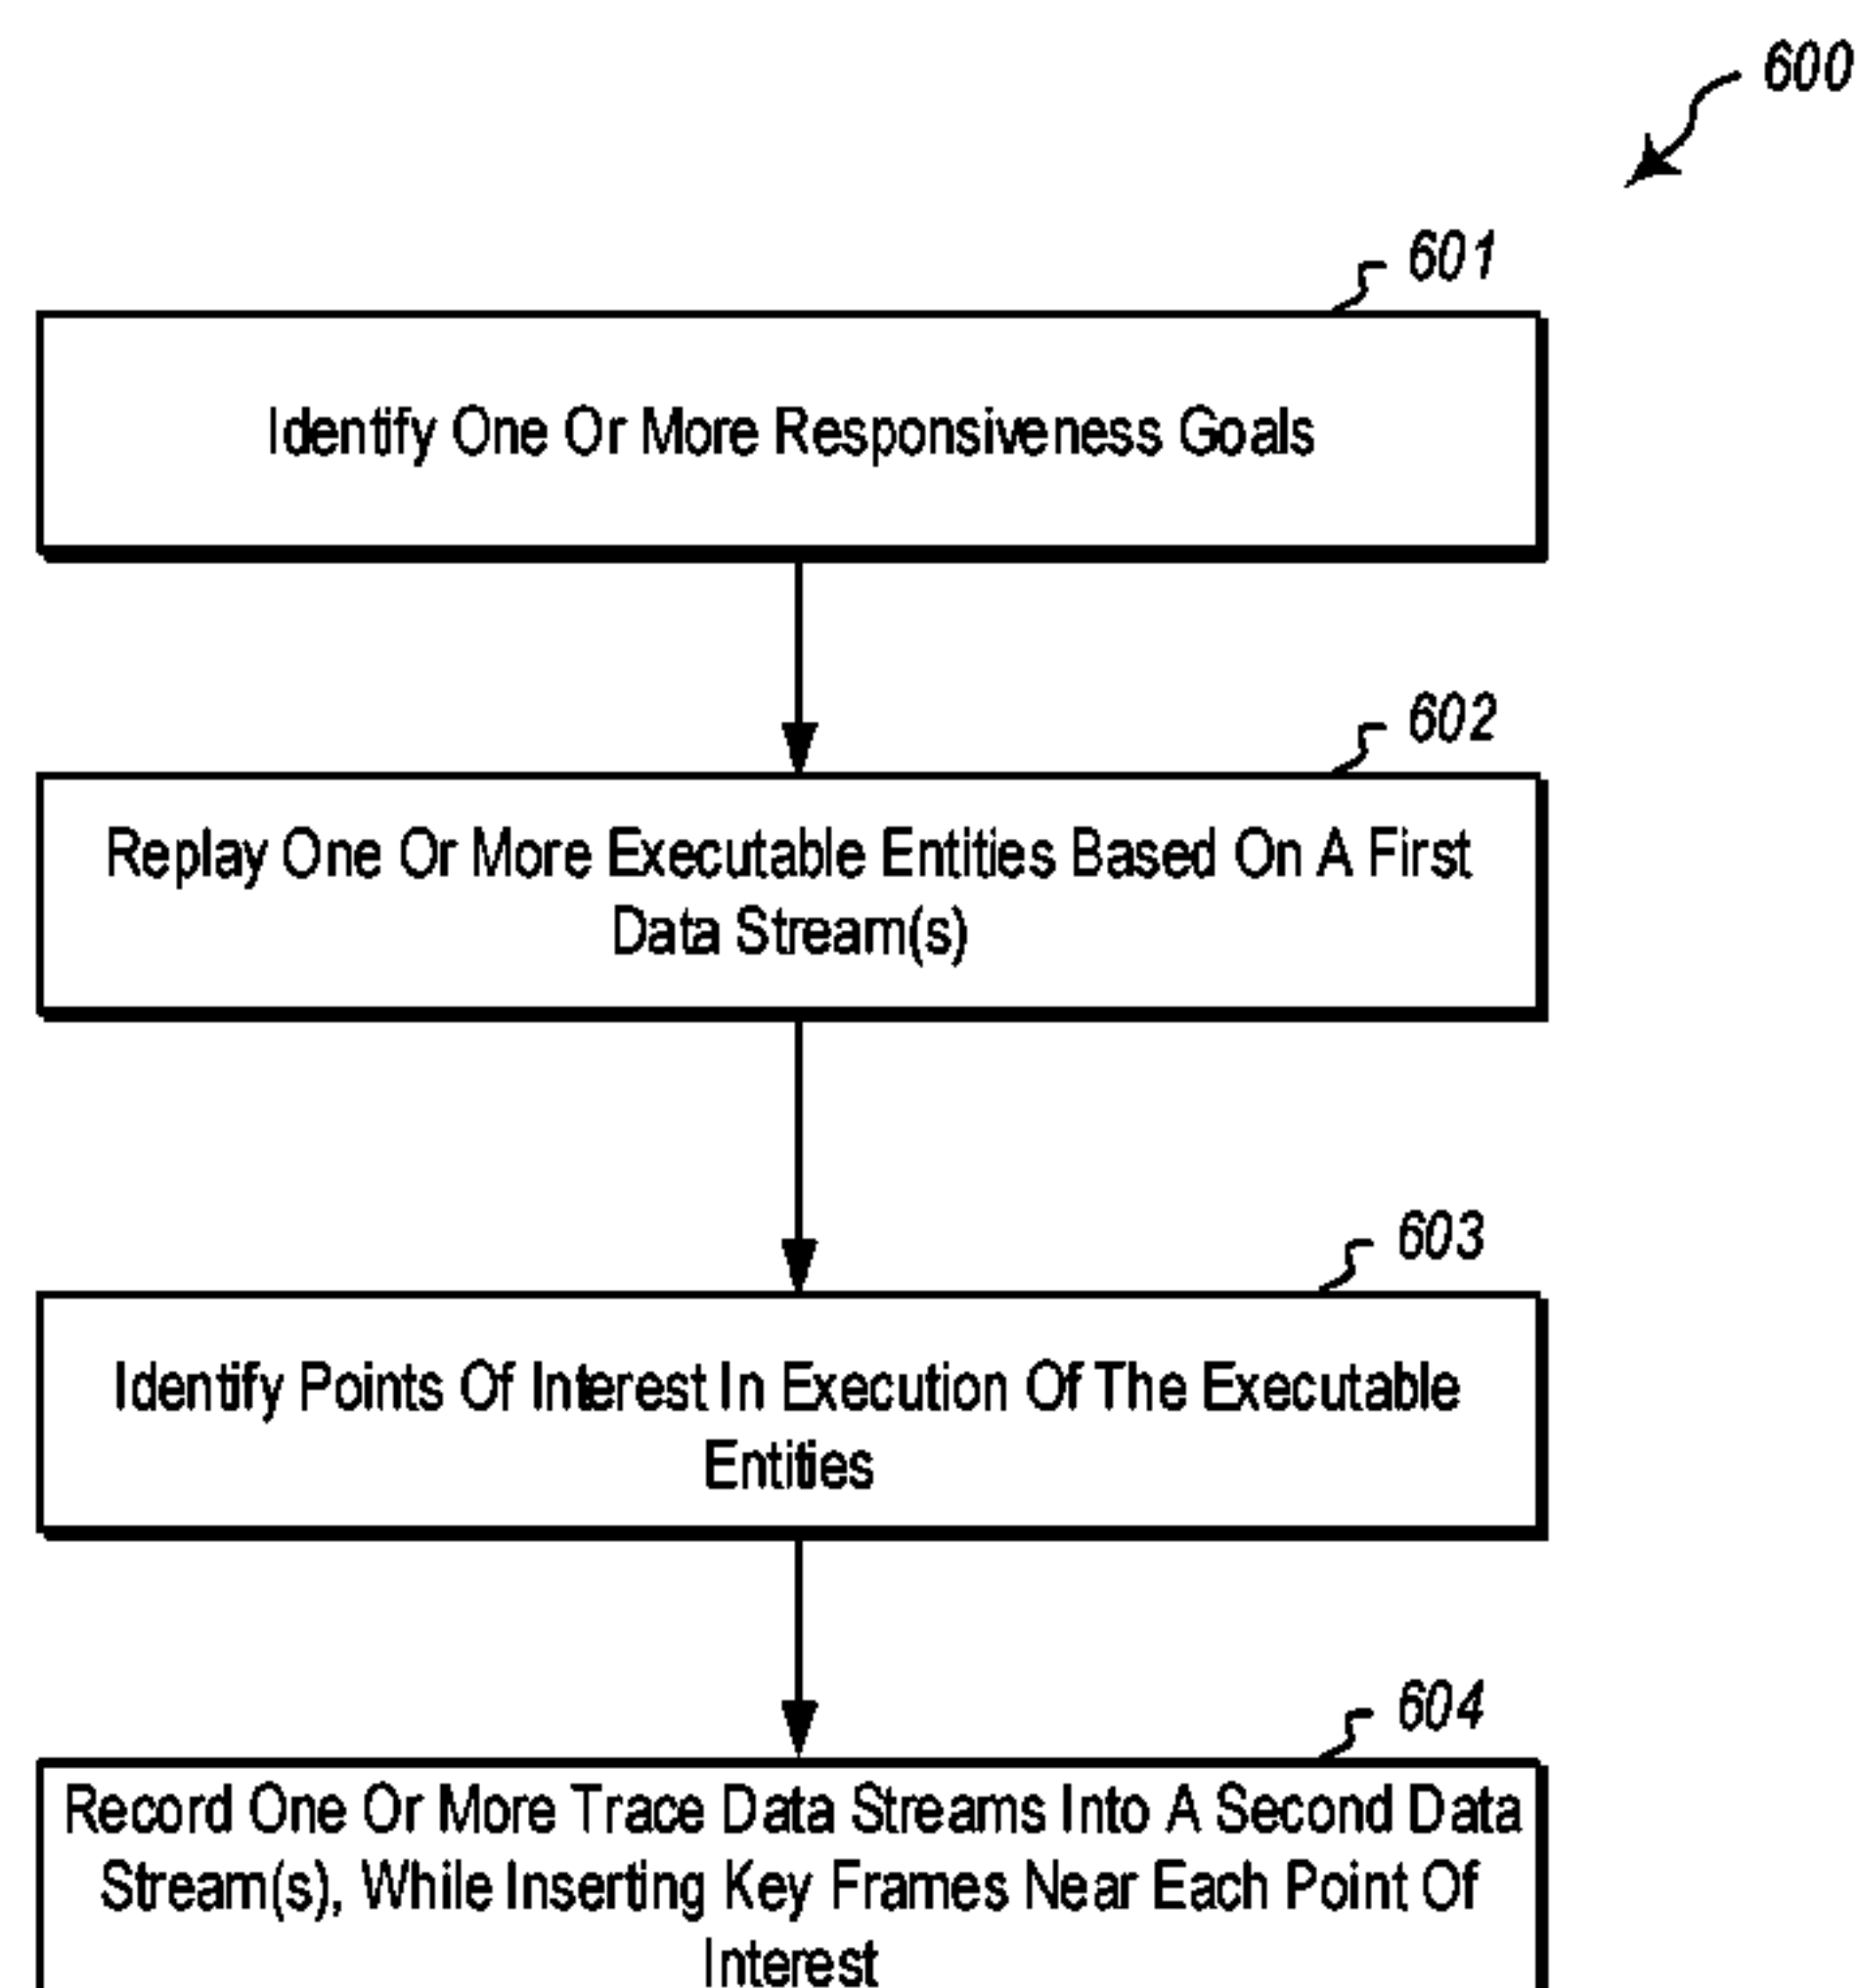 600
601
Identify One Or More Responsiveness Goals
602
Replay One Or More Executable Entities Based On A First
Data Stream(s)
603
Identify Points Of Interest In Execution Of The Executable
Entities
604
Record One Or More Trace Data Streams Into A Second Data
Stream(s), While Inserting Key Frames Near Each Point Of
Interest